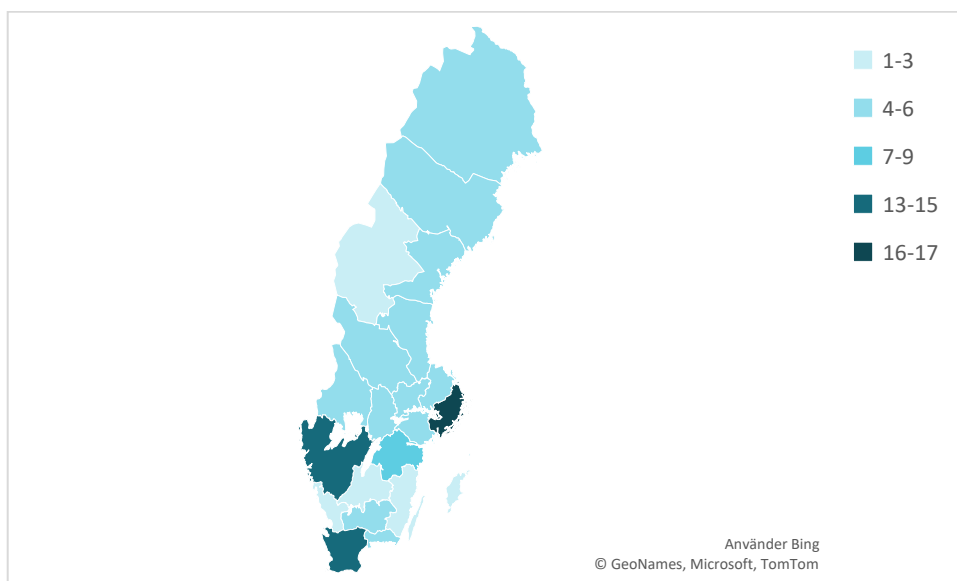 1-3
4-6
7-9
13-15
16-17
Använder Bing
© GeoNames, Microsoft, TomTom